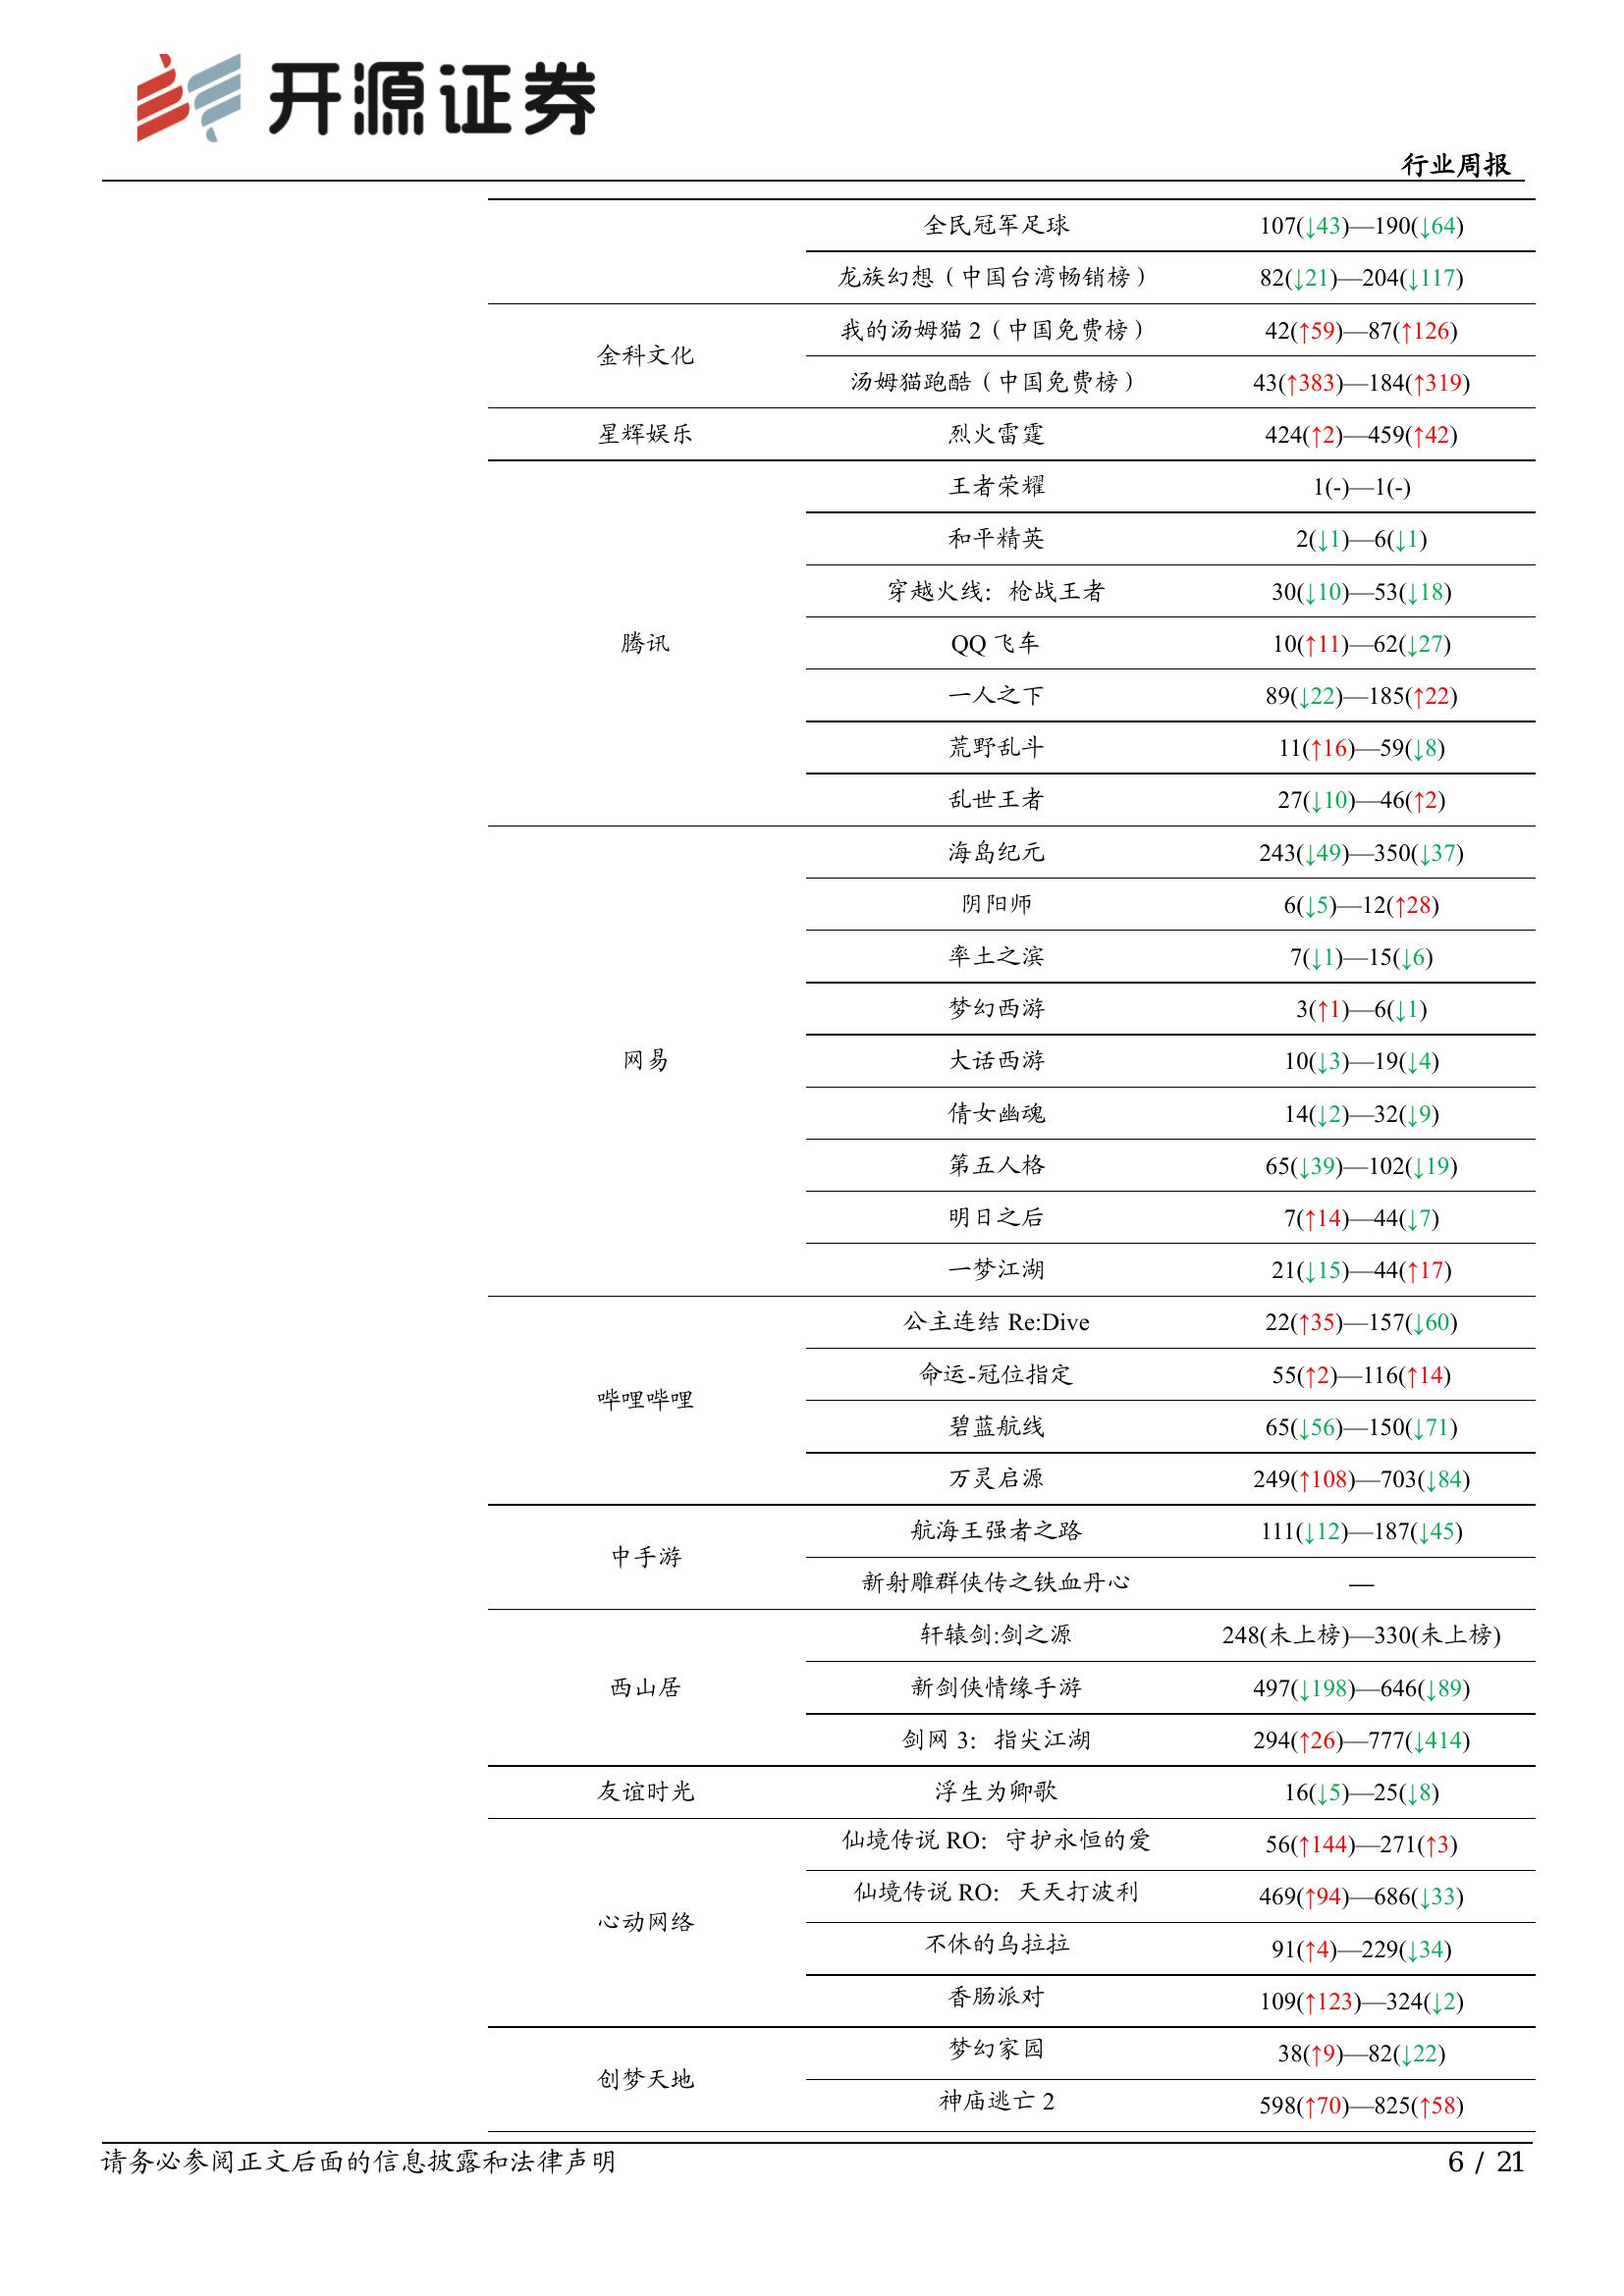 开源证券
行业周报
全民冠军足球 107(↓43)—190(↓64)
龙族幻想（中国台湾畅销榜） 82(↓21)—204(↓117)
金科文化
我的汤姆猫 2（中国免费榜） 42(↑59)—87(↑126)
汤姆猫跑酷（中国免费榜） 43(↑383)—184(↑319)
星辉娱乐 烈火雷霆 424(↑2)—459(↑42)
腾讯
王者荣耀 1(-)—1(-)
和平精英 2(↓1)—6(↓1)
穿越火线：枪战王者 30(↓10)—53(↓18)
QQ 飞车 10(↑11)—62(↓27)
一人之下 89(↓22)—185(↑22)
荒野乱斗 11(↑16)—59(↓8)
乱世王者 27(↓10)—46(↑2)
网易
海岛纪元 243(↓49)—350(↓37)
阴阳师 6(↓5)—12(↑28)
率土之滨 7(↓1)—15(↓6)
梦幻西游 3(↑1)—6(↓1)
大话西游 10(↓3)—19(↓4)
倩女幽魂 14(↓2)—32(↓9)
第五人格 65(↓39)—102(↓19)
明日之后 7(↑14)—44(↓7)
一梦江湖 21(↓15)—44(↑17)
哔哩哔哩
公主连结 Re:Dive 22(↑35)—157(↓60)
命运-冠位指定 55(↑2)—116(↑14)
碧蓝航线 65(↓56)—150(↓71)
万灵启源 249(↑108)—703(↓84)
中手游
航海王强者之路 111(↓12)—187(↓45)
新射雕群侠传之铁血丹心 —
西山居
轩辕剑:剑之源 248(未上榜)—330(未上榜)
新剑侠情缘手游 497(↓198)—646(↓89)
剑网 3：指尖江湖 294(↑26)—777(↓414)
友谊时光 浮生为卿歌 16(↓5)—25(↓8)
心动网络
仙境传说 RO：守护永恒的爱 56(↑144)—271(↑3)
仙境传说 RO：天天打波利 469(↑94)—686(↓33)
不休的乌拉拉 91(↑4)—229(↓34)
香肠派对 109(↑123)—324(↓2)
创梦天地
梦幻家园 38(↑9)—82(↓22)
神庙逃亡 2 598(↑70)—825(↑58)
请务必参阅正文后面的信息披露和法律声明 6 / 21